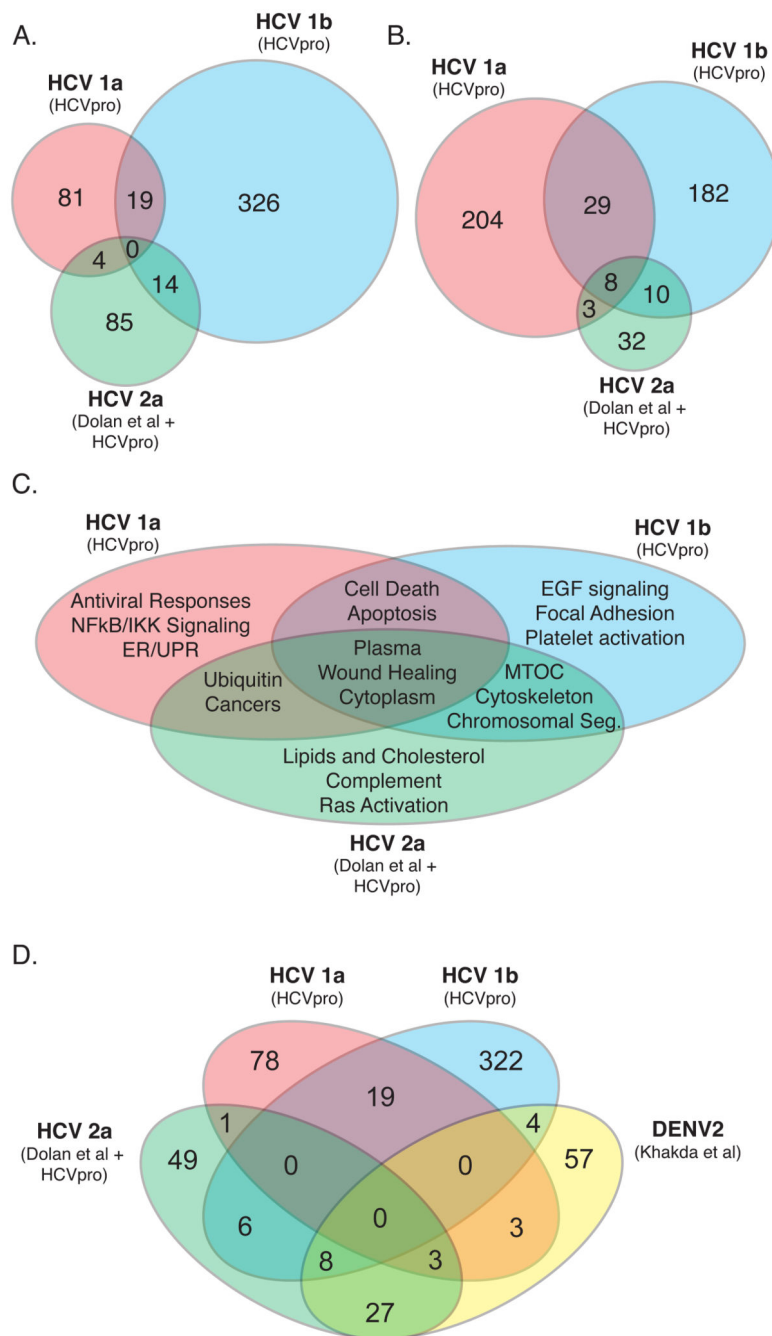 A.
HCV 1b
(HCVpro)
HCV 1a
(HCVpro)
81
19
326
0
4
14
85
HCV 2a
(Dolan et al +
HCVpro)
B.
HCV 1a
(HCVpro)
HCV 1b
(HCVpro)
204
29
182
8
3
10
32
HCV 2a
(Dolan et al +
HCVpro)
C.
HCV 1a
(HCVpro)
HCV 1b
(HCVpro)
Antiviral Responses
NFkB/IKK Signaling
ER/UPR
Cell Death
Apoptosis
EGF signaling
Focal Adhesion
Platelet activation
Plasma
Wound Healing
Cytoplasm
Ubiquitin
Cancers
MTOC
Cytoskeleton
Chromosomal Seg.
Lipids and Cholesterol
Complement
Ras Activation
HCV 2a
(Dolan et al +
HCVpro)
D.
HCV 1a
(HCVpro)
HCV 1b
(HCVpro)
78
322
19
HCV 2a
(Dolan et al +
HCVpro)
1
4
DENV2
(Khakda et al)
49
0
0
57
6
0
3
8
3
27